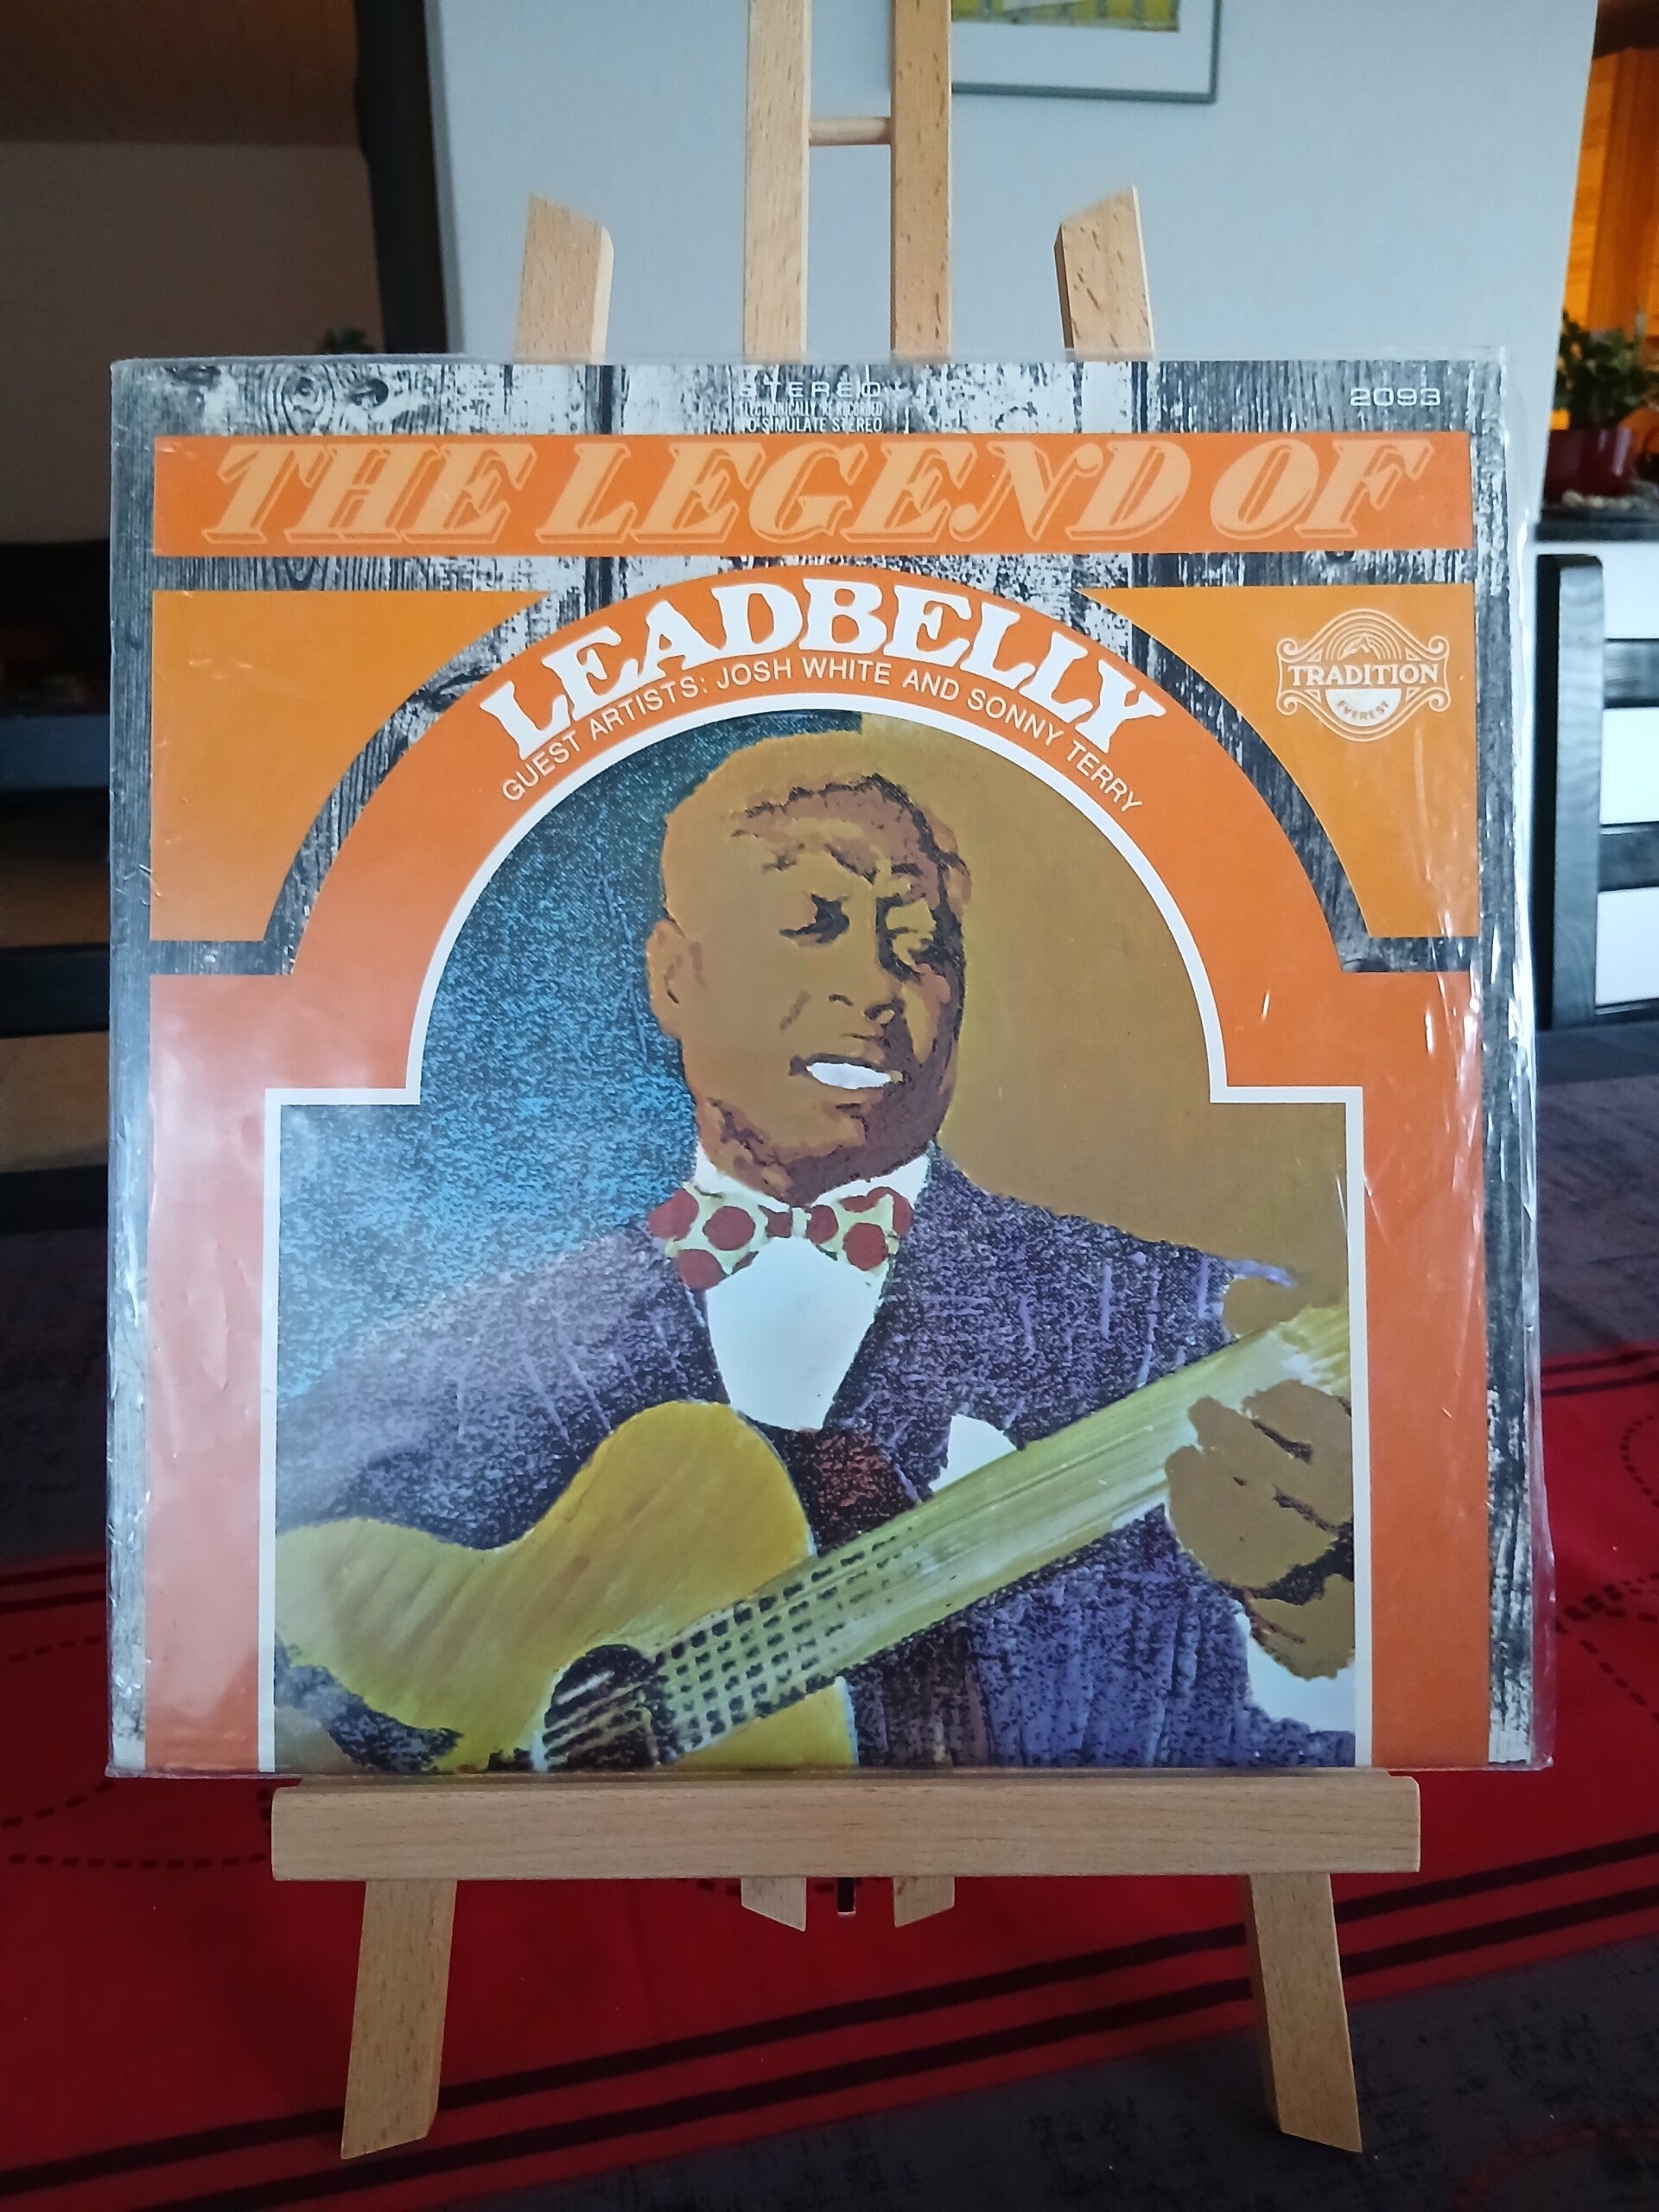 STEREO
ELECTRONICALLY RE-RECORDED
TO SIMULATE STEREO
2093
THE LEGEND OF
LEADBELLY
GUEST ARTISTS: JOSH WHITE AND SONNY TERRY
TRADITION
EVEREST